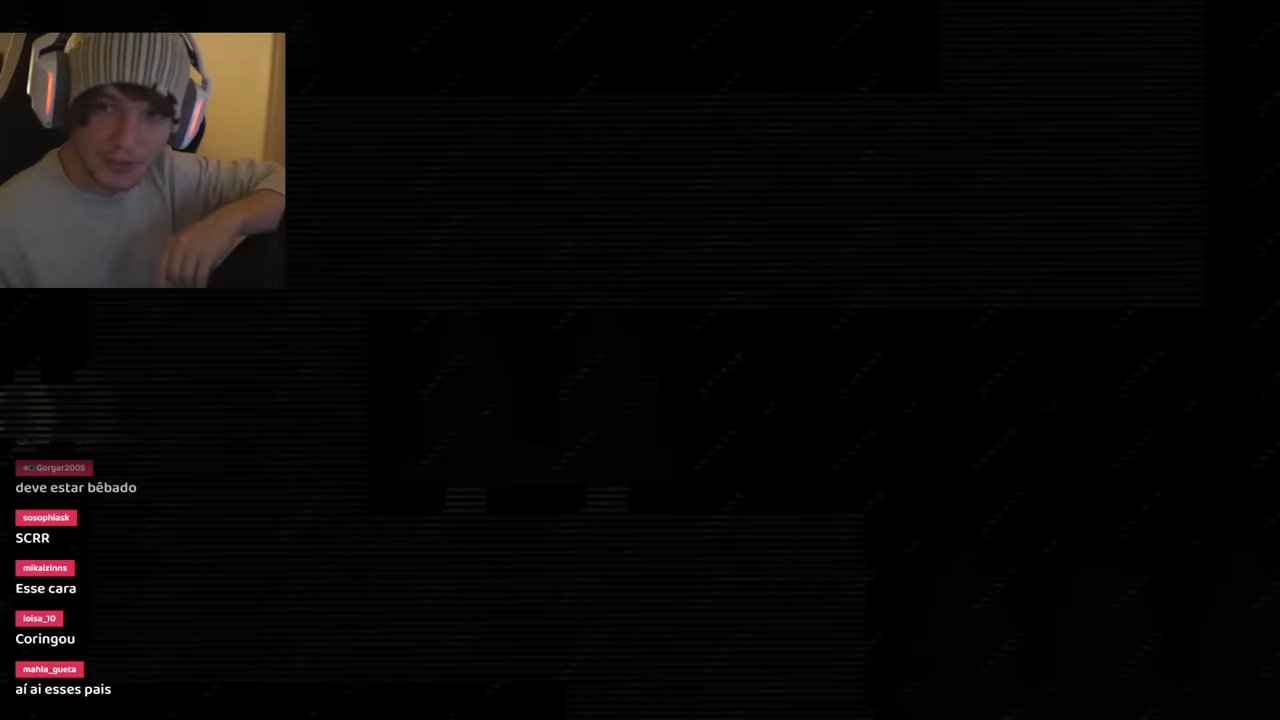 Gorgar2005
deve estar bêbado
sosophiask
SCRR
mikaizinns
Esse cara
loisa_10
Coringou
mahla_gueta
aí ai esses pais